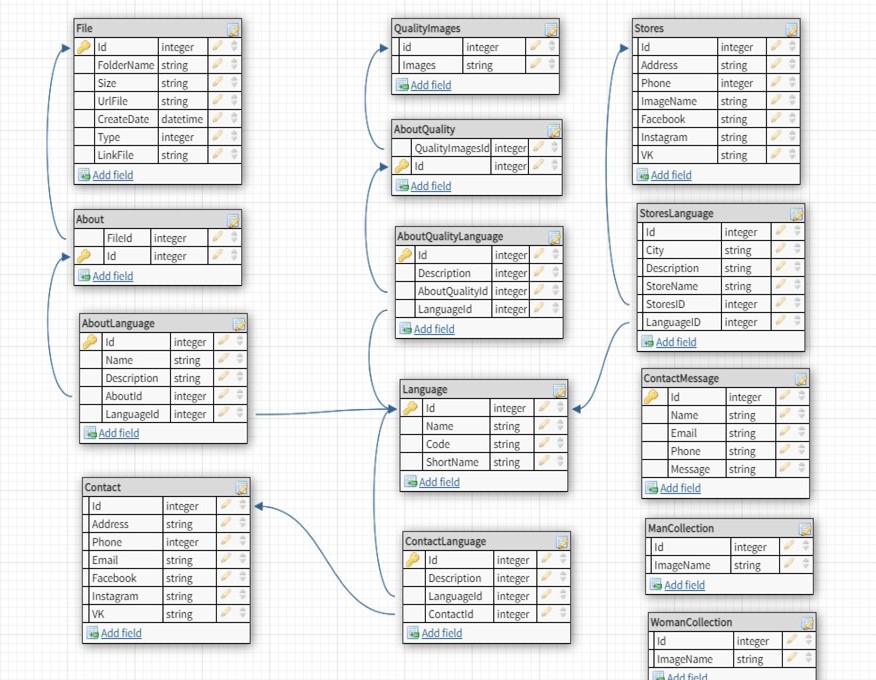 File
Id integer
FolderName string
Size string
UrlFile string
CreateDate datetime
Type integer
LinkFile string
Add field
About
FileId integer
Id integer
Add field
AboutLanguage
Id integer
Name string
Description string
AboutId integer
LanguageId integer
Add field
Contact
Id integer
Address string
Phone integer
Email string
Facebook string
Instagram string
VK string
Add field
QualityImages
id integer
Images string
Add field
AboutQuality
QualityImagesId integer
Id integer
Add field
AboutQualityLanguage
Id integer
Description string
AboutQualityId integer
LanguageId integer
Add field
Language
Id integer
Name string
Code string
ShortName string
Add field
ContactLanguage
Id integer
Description string
LanguageId integer
ContactId integer
Add field
Stores
Id integer
Address string
Phone integer
ImageName string
Facebook string
Instagram string
VK string
Add field
StoresLanguage
Id integer
City string
Description string
StoreName string
StoresID integer
LanguageID integer
Add field
ContactMessage
Id integer
Name string
Email string
Phone string
Message string
Add field
ManCollection
Id integer
ImageName string
Add field
WomanCollection
Id integer
ImageName string
Add field